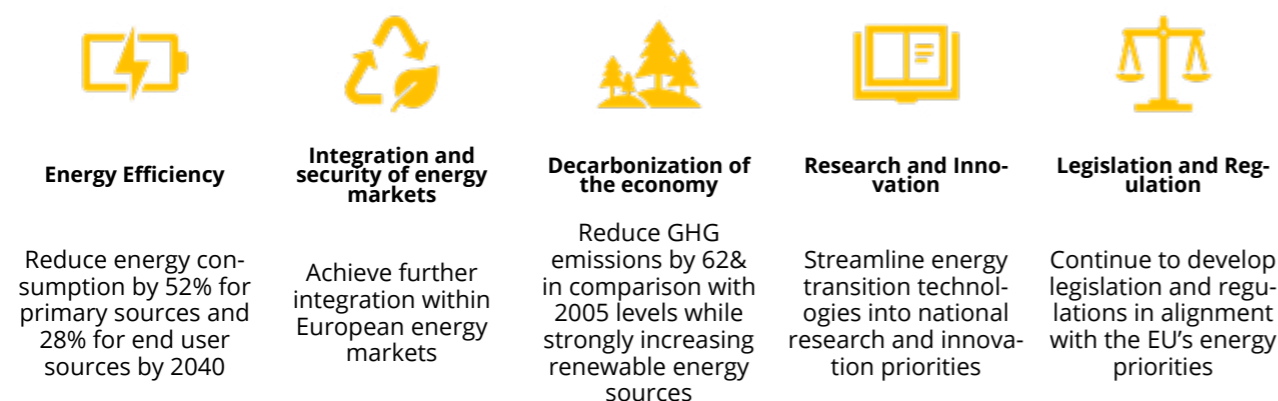 Energy Efficiency
Reduce energy con-
sumption by 52% for
primary sources and
28% for end user
sources by 2040
Integration and
security of energy
markets
Achieve further
integration within
European energy
markets
Decarbonization of
the economy
Reduce GHG
emissions by 62&
in comparison with
2005 levels while
strongly increasing
renewable energy
sources
Research and Inno-
vation
Streamline energy
transition technol-
ogies into national
research and innova-
tion priorities
Legislation and Reg-
ulation
Continue to develop
legislation and regu-
lations in alignment
with the EU’s energy
priorities